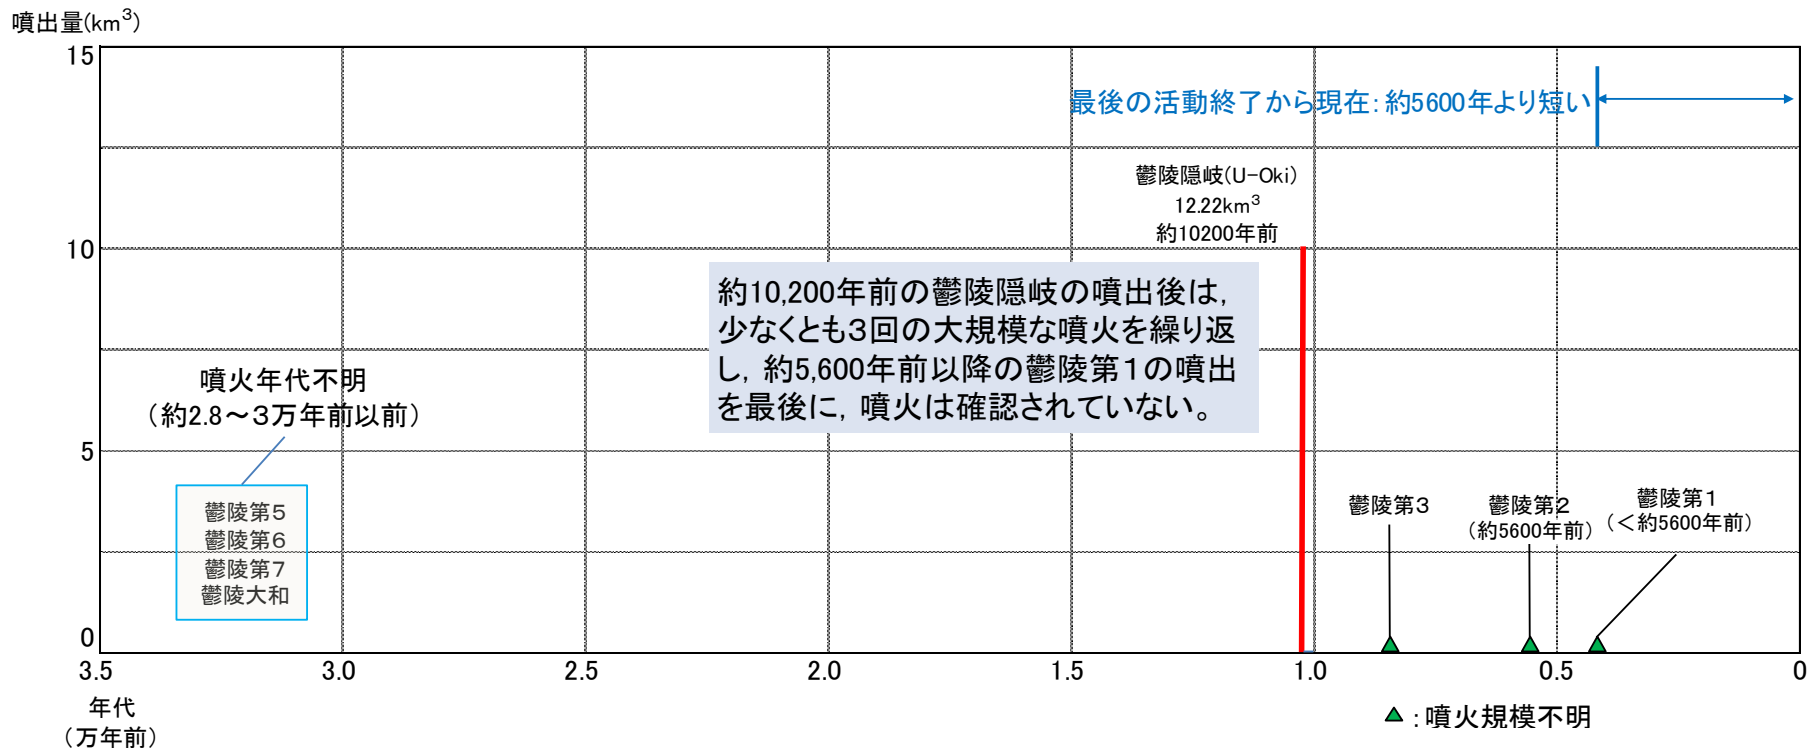 噴出量(km³)
15
10
5
0
最後の活動終了から現在：約5600年より短い
鬱陵隠岐(U-Oki)
12.22km³
約10200年前
約10,200年前の鬱陵隠岐の噴出後は，
少なくとも３回の大規模な噴火を繰り返
し，約5,600年前以降の鬱陵第１の噴出
を最後に，噴火は確認されていない。
噴火年代不明
（約2.8～３万年前以前）
鬱陵第５
鬱陵第６
鬱陵第７
鬱陵大和
鬱陵第３
鬱陵第２
（約5600年前）
鬱陵第１
（＜約5600年前）
3.5
3.0
2.5
2.0
1.5
1.0
0.5
0
年代
（万年前）
▲：噴火規模不明